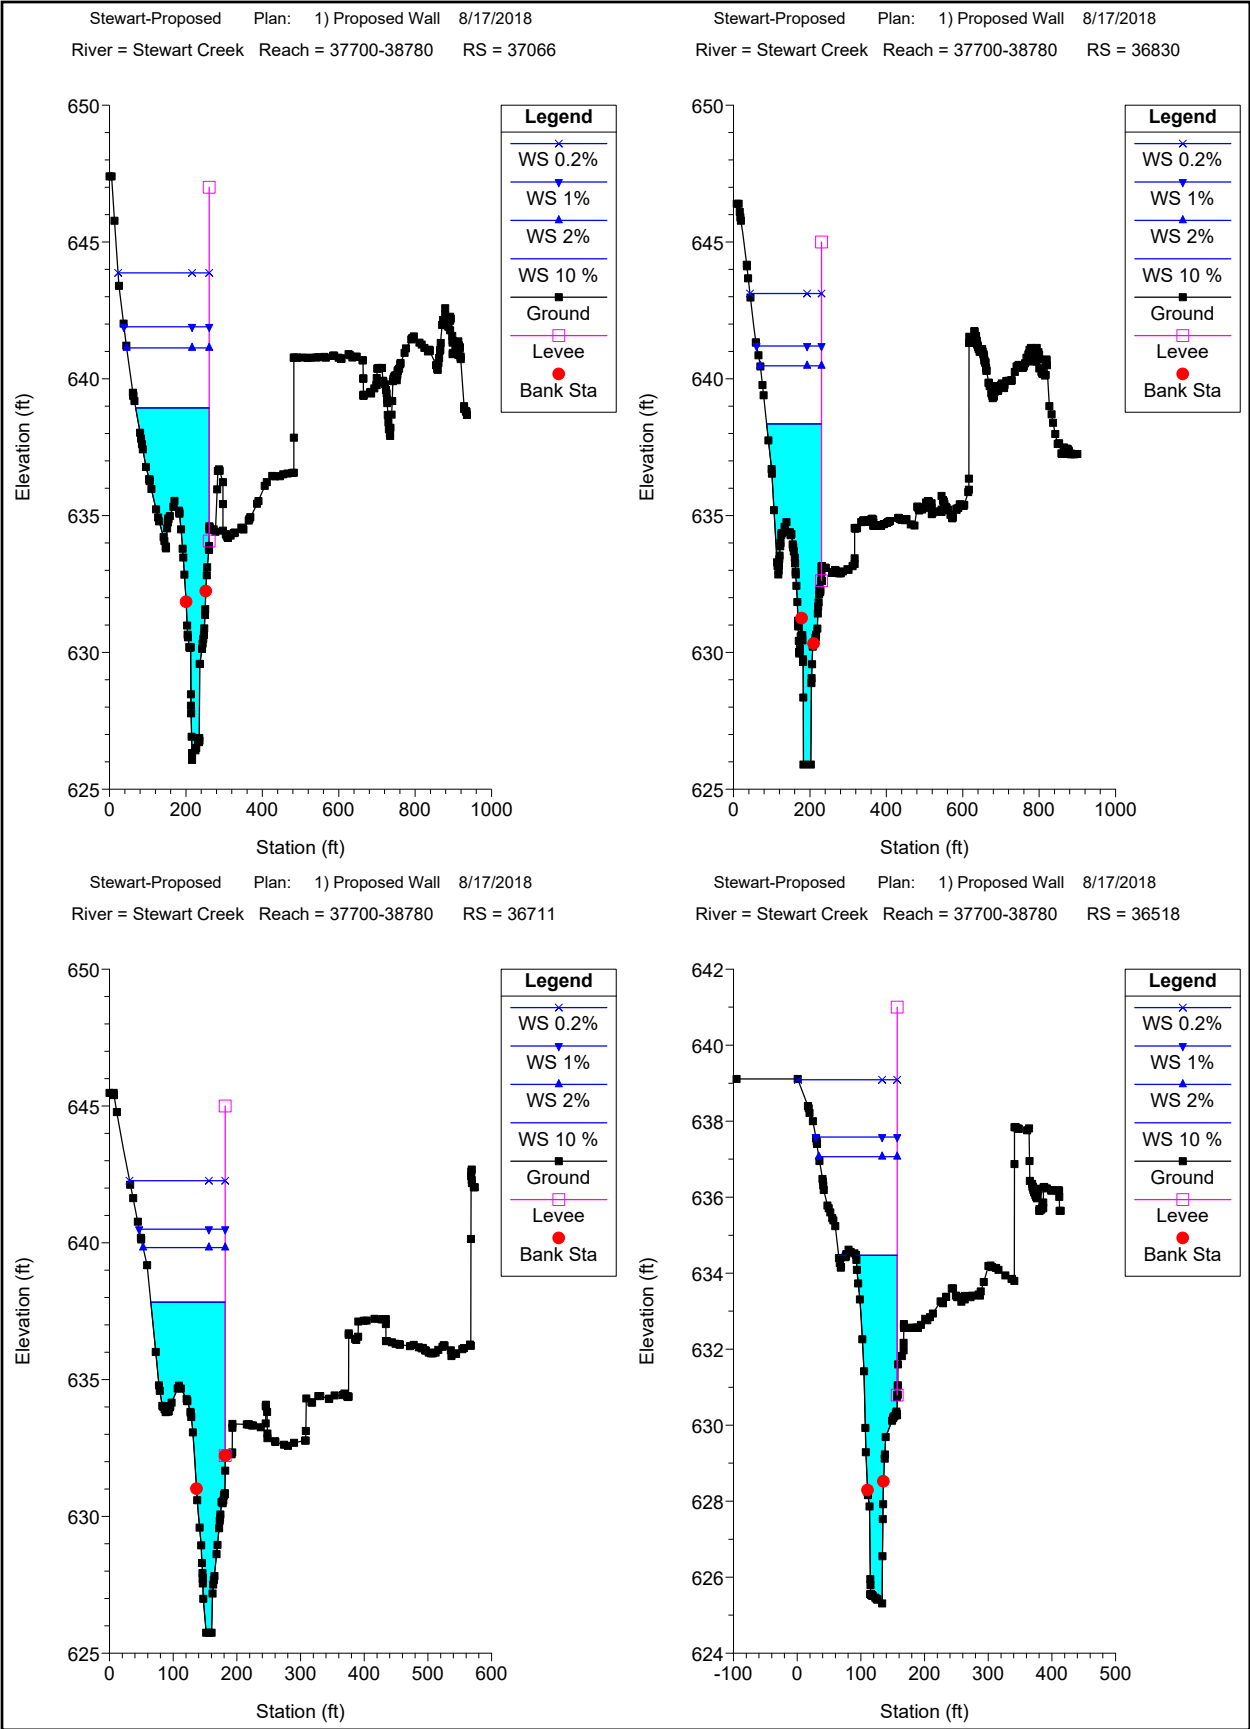 Stewart-Proposed Plan: 1) Proposed Wall 8/17/2018
River = Stewart Creek Reach = 37700-38780 RS = 37066
650
645
640
635
630
625
Elevation (ft)
0 200 400 600 800 1000
Station (ft)
Legend
WS 0.2%
WS 1%
WS 2%
WS 10 %
Ground
Levee
Bank Sta
Stewart-Proposed Plan: 1) Proposed Wall 8/17/2018
River = Stewart Creek Reach = 37700-38780 RS = 36830
650
645
640
635
630
625
Elevation (ft)
0 200 400 600 800 1000
Station (ft)
Legend
WS 0.2%
WS 1%
WS 2%
WS 10 %
Ground
Levee
Bank Sta
Stewart-Proposed Plan: 1) Proposed Wall 8/17/2018
River = Stewart Creek Reach = 37700-38780 RS = 36711
650
645
640
635
630
625
Elevation (ft)
0 100 200 300 400 500 600
Station (ft)
Legend
WS 0.2%
WS 1%
WS 2%
WS 10 %
Ground
Levee
Bank Sta
Stewart-Proposed Plan: 1) Proposed Wall 8/17/2018
River = Stewart Creek Reach = 37700-38780 RS = 36518
642
640
638
636
634
632
630
628
626
624
Elevation (ft)
-100 0 100 200 300 400 500
Station (ft)
Legend
WS 0.2%
WS 1%
WS 2%
WS 10 %
Ground
Levee
Bank Sta